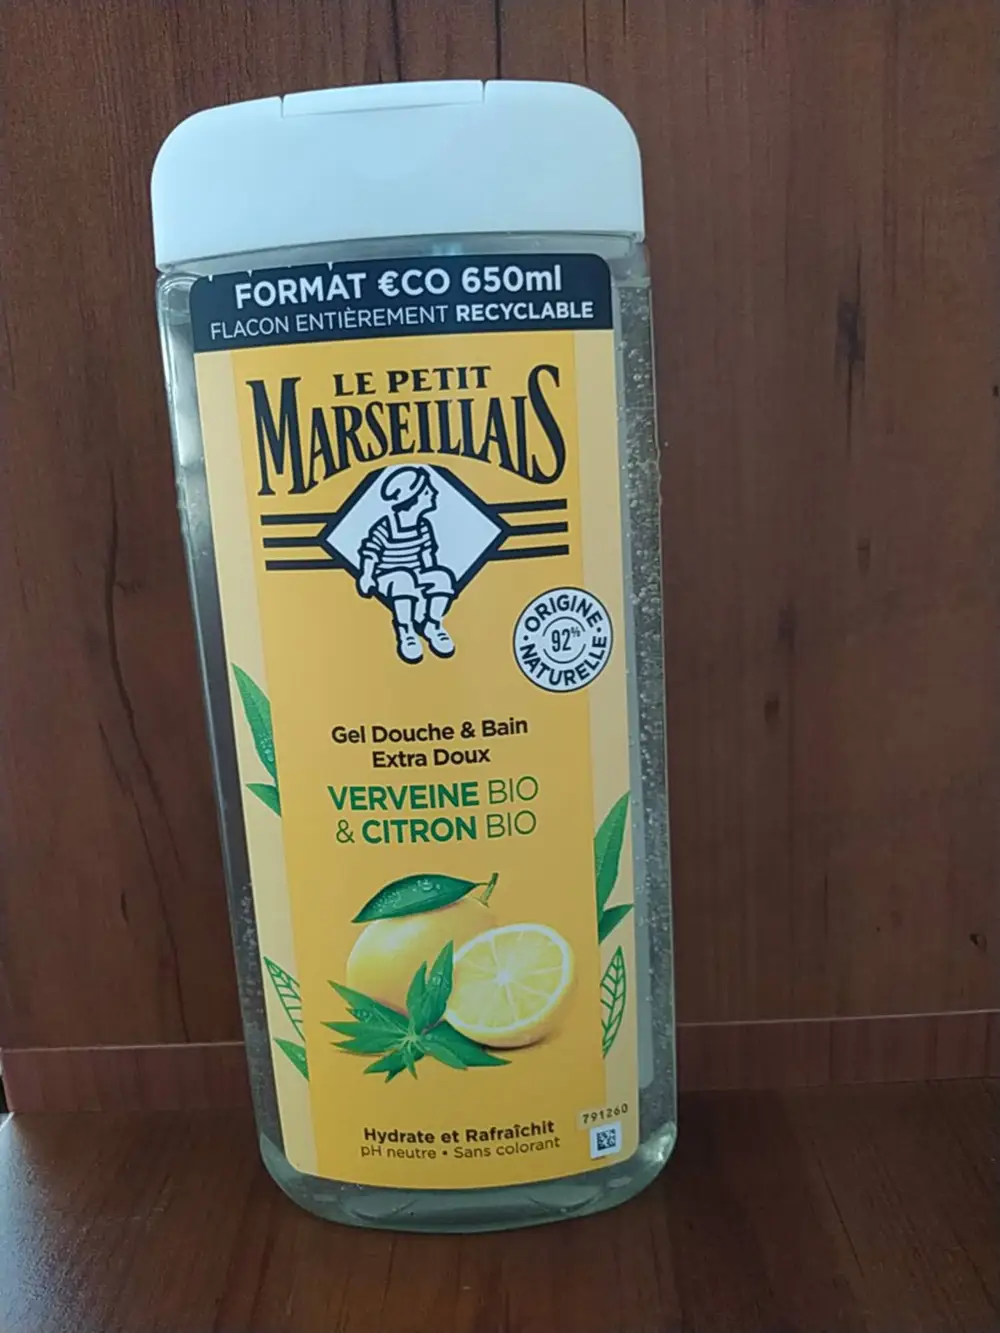 FORMAT €CO 650ml
FLACON ENTIÈREMENT RECYCLABLE
LE PETIT
MARSEILLAIS
ORIGINE
92%
NATURELLE
Gel Douche & Bain
Extra Doux
VERVEINE BIO
& CITRON BIO
Hydrate et Rafraîchit
pH neutre • Sans colorant
791260